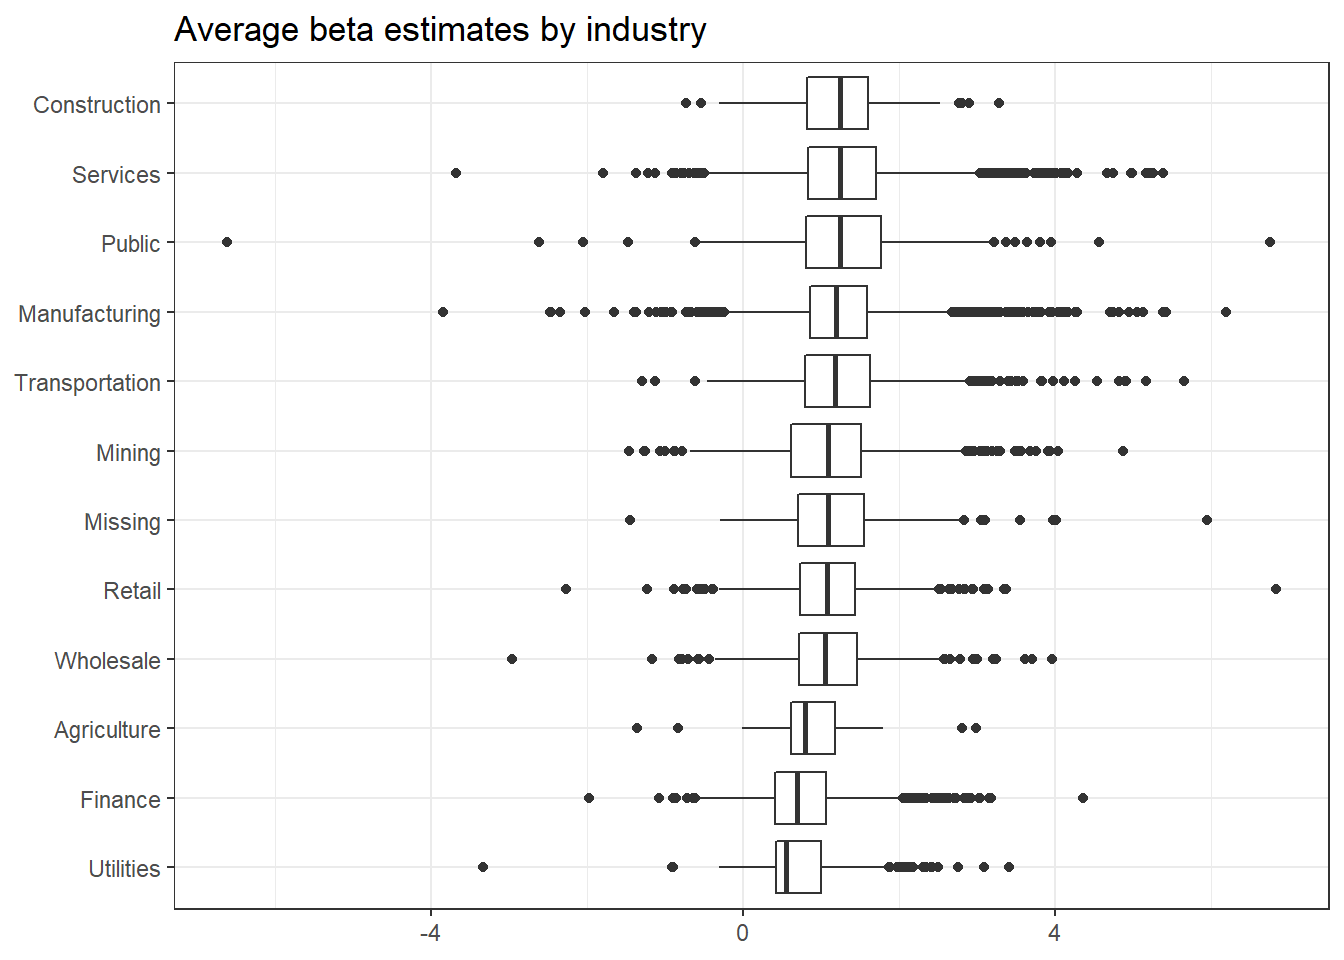 Average beta estimates by industry
Construction
Services
Public
Manufacturing
Transportation
Mining
Missing
Retail
Wholesale
Agriculture
Finance
Utilities
-4 0 4